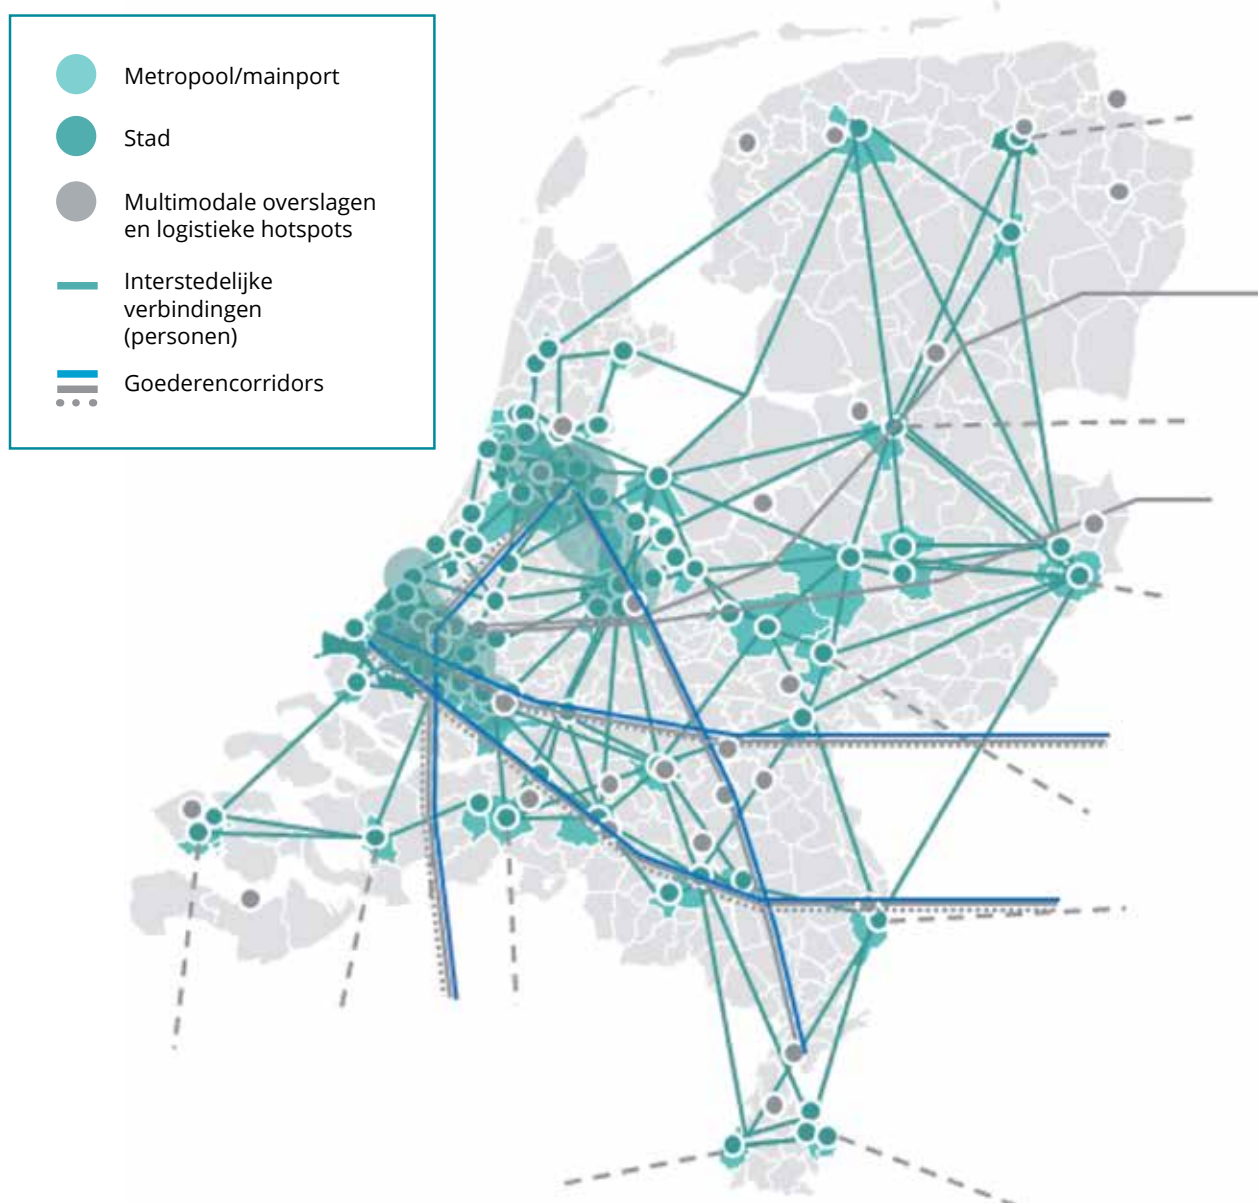 Metropool/mainport
Stad
Multimodale overslagen
en logistieke hotspots
Interstedelijke
verbindingen
(personen)
Goederencorridors